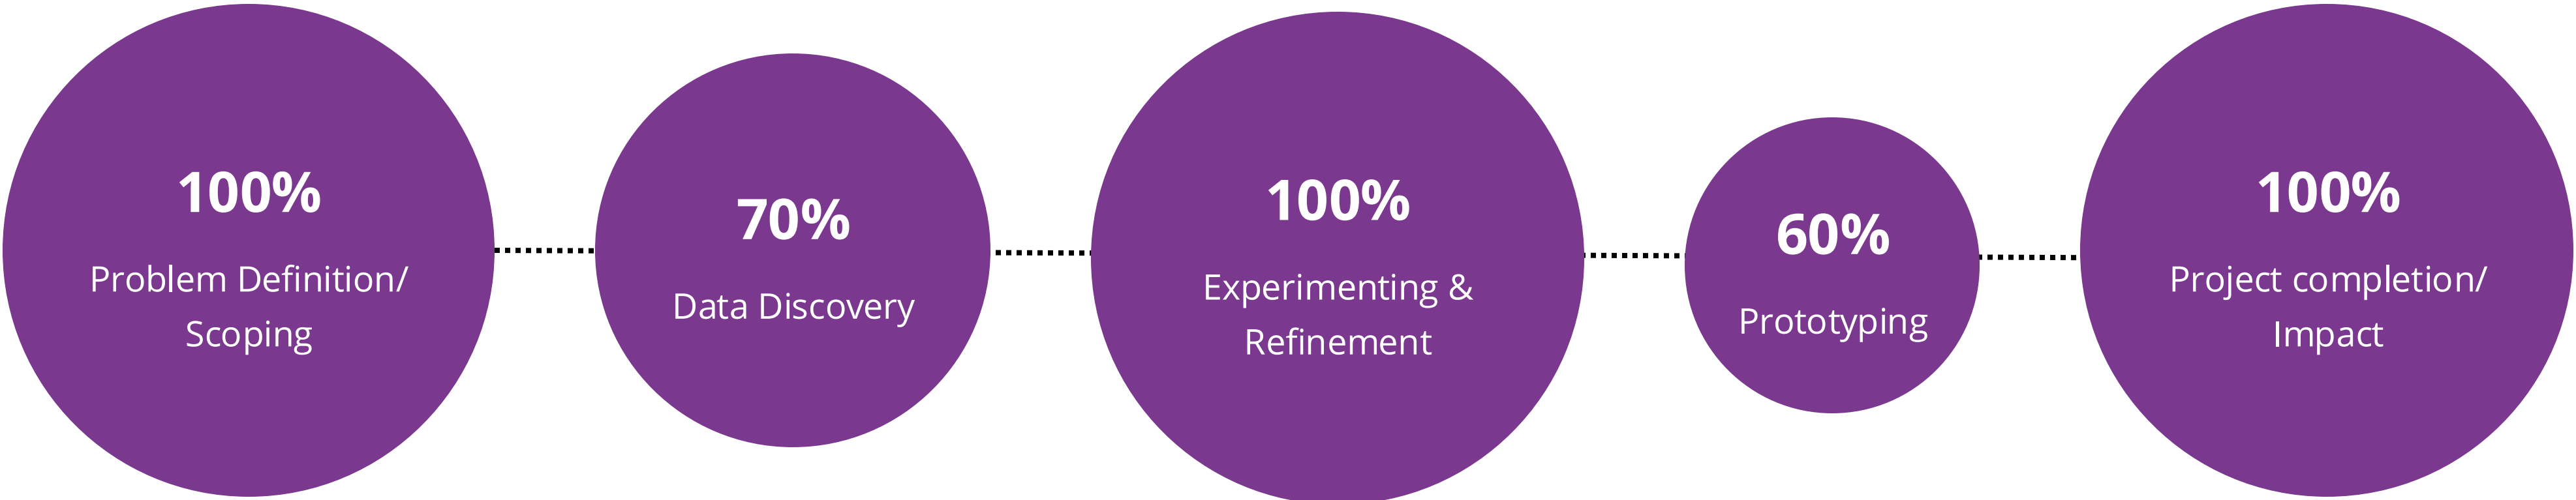 100%
Problem Definition/
Scoping
70%
Data Discovery
100%
Experimenting &
Refinement
60%
Prototyping
100%
Project completion/
Impact